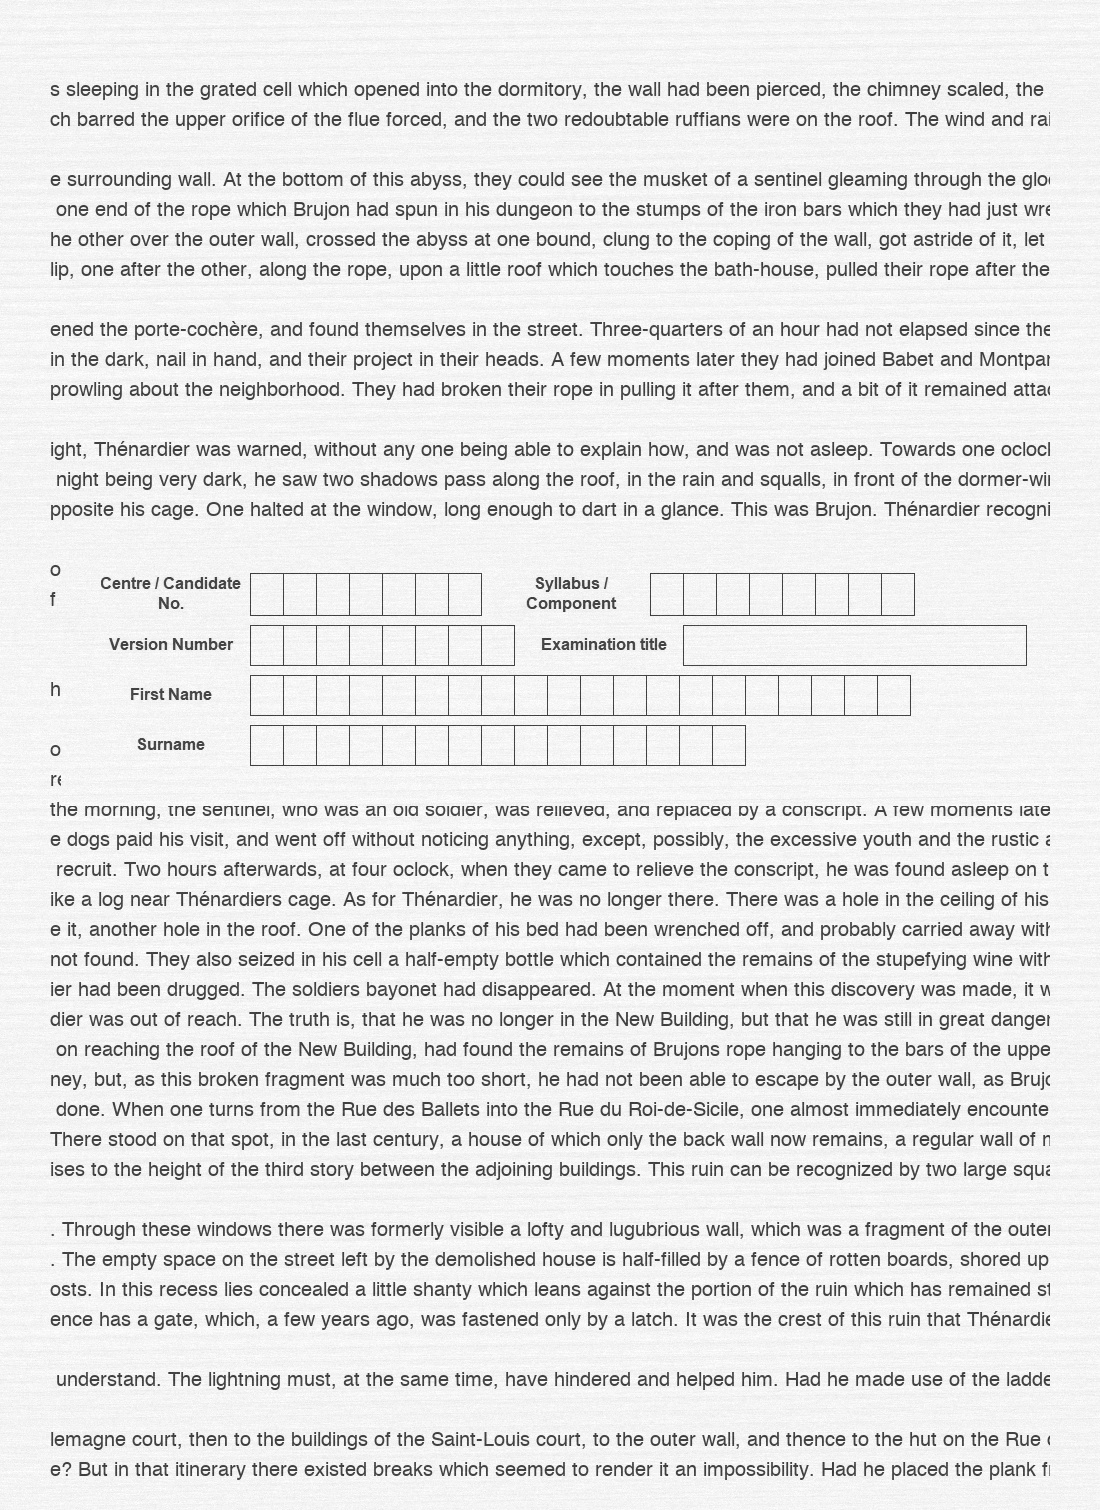 s sleeping in the grated cell which opened into the dormitory, the wall had been pierced, the chimney scaled, the
ch barred the upper orifice of the flue forced, and the two redoubtable ruffians were on the roof. The wind and rai
e surrounding wall. At the bottom of this abyss, they could see the musket of a sentinel gleaming through the glo
one end of the rope which Brujon had spun in his dungeon to the stumps of the iron bars which they had just wre
he other over the outer wall, crossed the abyss at one bound, clung to the coping of the wall, got astride of it, let
lip, one after the other, along the rope, upon a little roof which touches the bath-house, pulled their rope after the
ened the porte-cochère, and found themselves in the street. Three-quarters of an hour had not elapsed since the
in the dark, nail in hand, and their project in their heads. A few moments later they had joined Babet and Montpar
prowling about the neighborhood. They had broken their rope in pulling it after them, and a bit of it remained atta
ight, Thénardier was warned, without any one being able to explain how, and was not asleep. Towards one ocloc
night being very dark, he saw two shadows pass along the roof, in the rain and squalls, in front of the dormer-wi
pposite his cage. One halted at the window, long enough to dart in a glance. This was Brujon. Thénardier recogni
o
f
Centre / Candidate No.
Syllabus / Component
Version Number
Examination title
h
First Name
o
Surname
re
the morning, the sentinel, who was an old soldier, was relieved, and replaced by a conscript. A few moments late
e dogs paid his visit, and went off without noticing anything, except, possibly, the excessive youth and the rustic a
recruit. Two hours afterwards, at four oclock, when they came to relieve the conscript, he was found asleep on t
ike a log near Thénardiers cage. As for Thénardier, he was no longer there. There was a hole in the ceiling of his
e it, another hole in the roof. One of the planks of his bed had been wrenched off, and probably carried away with
not found. They also seized in his cell a half-empty bottle which contained the remains of the stupefying wine with
ier had been drugged. The soldiers bayonet had disappeared. At the moment when this discovery was made, it w
dier was out of reach. The truth is, that he was no longer in the New Building, but that he was still in great danger
on reaching the roof of the New Building, had found the remains of Brujons rope hanging to the bars of the uppe
ney, but, as this broken fragment was much too short, he had not been able to escape by the outer wall, as Brujo
done. When one turns from the Rue des Ballets into the Rue du Roi-de-Sicile, one almost immediately encounte
There stood on that spot, in the last century, a house of which only the back wall now remains, a regular wall of m
ises to the height of the third story between the adjoining buildings. This ruin can be recognized by two large squa
. Through these windows there was formerly visible a lofty and lugubrious wall, which was a fragment of the outer
. The empty space on the street left by the demolished house is half-filled by a fence of rotten boards, shored up
osts. In this recess lies concealed a little shanty which leans against the portion of the ruin which has remained st
ence has a gate, which, a few years ago, was fastened only by a latch. It was the crest of this ruin that Thénardie
understand. The lightning must, at the same time, have hindered and helped him. Had he made use of the ladde
lemagne court, then to the buildings of the Saint-Louis court, to the outer wall, and thence to the hut on the Rue
e? But in that itinerary there existed breaks which seemed to render it an impossibility. Had he placed the plank f